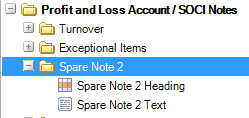 Profit and Loss Account / SOCI Notes
Turnover
Exceptional Items
Spare Note 2
Spare Note 2 Heading
Spare Note 2 Text